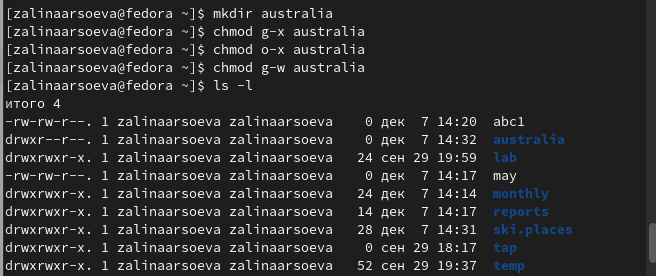 [zalinaarsoeva@fedora ~]$ mkdir australia
[zalinaarsoeva@fedora ~]$ chmod g-x australia
[zalinaarsoeva@fedora ~]$ chmod o-x australia
[zalinaarsoeva@fedora ~]$ chmod g-w australia
[zalinaarsoeva@fedora ~]$ ls -l
итого 4
-rw-rw-r--. 1 zalinaarsoeva zalinaarsoeva    0 дек  7 14:20  abc1
drwxr--r--. 1 zalinaarsoeva zalinaarsoeva    0 дек  7 14:32  australia
drwxrwxr-x. 1 zalinaarsoeva zalinaarsoeva   24 сен 29 19:59  lab
-rw-rw-r--. 1 zalinaarsoeva zalinaarsoeva    0 дек  7 14:17  may
drwxrwxr-x. 1 zalinaarsoeva zalinaarsoeva   24 дек  7 14:14  monthly
drwxrwxr-x. 1 zalinaarsoeva zalinaarsoeva   14 дек  7 14:17  reports
drwxrwxr-x. 1 zalinaarsoeva zalinaarsoeva   28 дек  7 14:31  ski.places
drwxrwxr-x. 1 zalinaarsoeva zalinaarsoeva    0 сен 29 18:17  tap
drwxrwxr-x. 1 zalinaarsoeva zalinaarsoeva   52 сен 29 19:37  temp